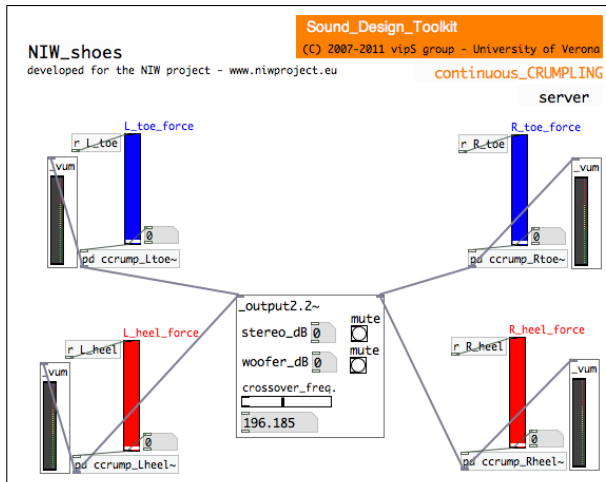 Sound_Design_Toolkit
(C) 2007-2011 vipS group - University of Verona
NIW_shoes
developed for the NIW project - www.niwproject.eu
continuous_CRUMPLING
server
L_toe_force
r L_toe
_vum
0
pd ccrump_Ltoe~
R_toe_force
r R_toe
_vum
0
pd ccrump_Rtoe~
_output2.2~
mute
stereo_dB 0
mute
woofer_dB 0
crossover_freq.
196.185
L_heel_force
r L_heel
_vum
0
pd ccrump_Lheel~
R_heel_force
r R_heel
_vum
0
pd ccrump_Rheel~